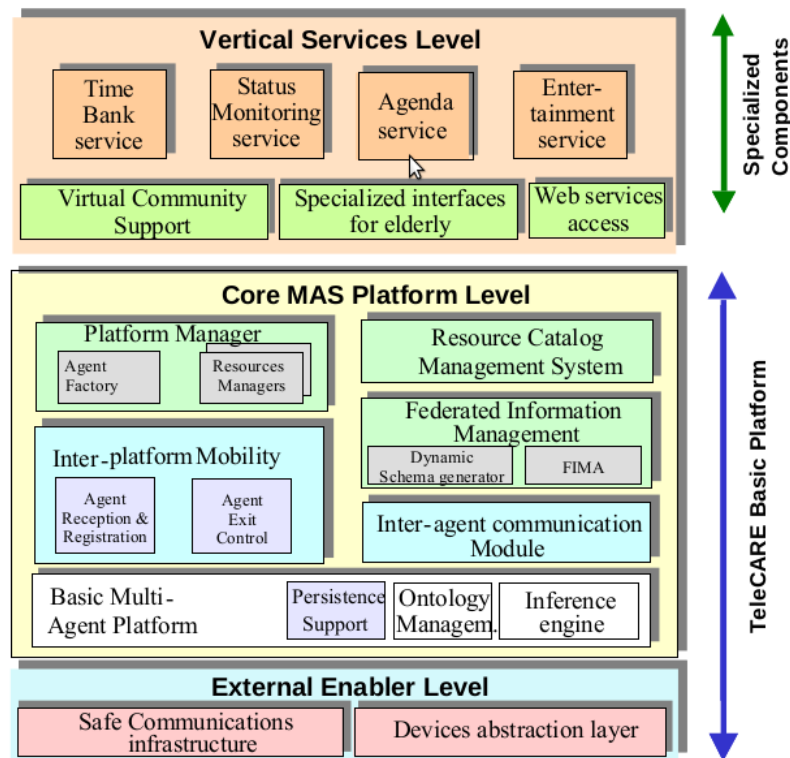 Vertical Services Level
Time
Bank
service
Status
Monitoring
service
Agenda
service
Enter-
tainment
service
Virtual Community
Support
Specialized interfaces
for elderly
Web services
access
Specialized
Components
Core MAS Platform Level
Platform Manager
Agent
Factory
Resources
Managers
Resource Catalog
Management System
Federated Information
Management
Dynamic
Schema generator
FIMA
Inter-platform Mobility
Agent
Reception &
Registration
Agent
Exit
Control
Inter-agent communication
Module
Basic Multi-
Agent Platform
Persistence
Support
Ontology
Managem.
Inference
engine
TeleCARE Basic Platform
External Enabler Level
Safe Communications
infrastructure
Devices abstraction layer